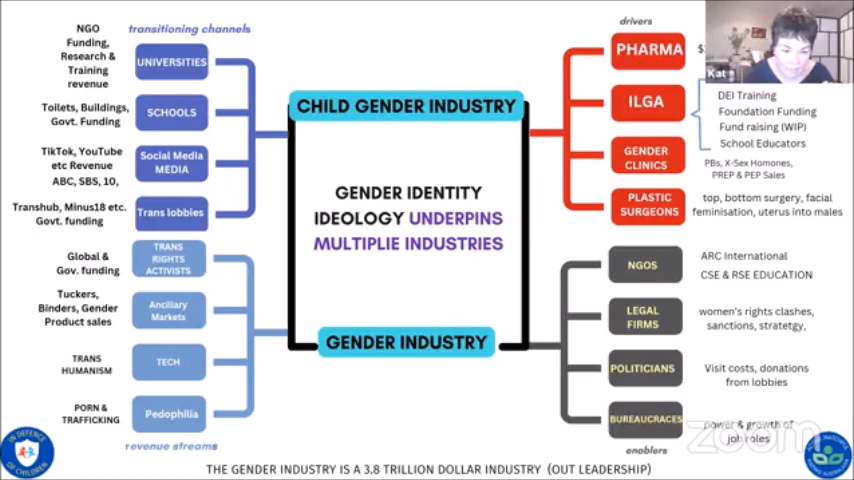 NGO
Funding,
Research &
Training
revenue
transitioning channels
UNIVERSITIES
Toilets, Buildings,
Govt. Funding
SCHOOLS
TikTok, YouTube
etc Revenue
ABC, SBS, 10,
Social Media
MEDIA
Transhub, Minus18 etc.
Govt. funding
Trans lobbies
Global &
Gov. funding
TRANS
RIGHTS
ACTIVISTS
Tuckers,
Binders, Gender
Product sales
Ancillary
Markets
TRANS
HUMANISM
TECH
PORN &
TRAFFICKING
Pedophilia
revenue streams
CHILD GENDER INDUSTRY
GENDER IDENTITY
IDEOLOGY UNDERPINS
MULTIPLIE INDUSTRIES
GENDER INDUSTRY
drivers
PHARMA
Kat
ILGA
DEI Training
Foundation Funding
Fund raising (WIP)
School Educators
GENDER
CLINICS
PBs, X-Sex Homones,
PREP & PEP Sales
PLASTIC
SURGEONS
top, bottom surgery, facial
feminisation, uterus into males
NGOS
ARC International
CSE & RSE EDUCATION
LEGAL
FIRMS
women's rights clashes,
sanctions, stratetgy,
POLITICIANS
Visit costs, donations
from lobbies
BUREAUCRACES
power & growth of
job roles
enablers
zoom
IN DEFENCE
OF CHILDREN
THE GENDER INDUSTRY IS A 3.8 TRILLION DOLLAR INDUSTRY (OUT LEADERSHIP)